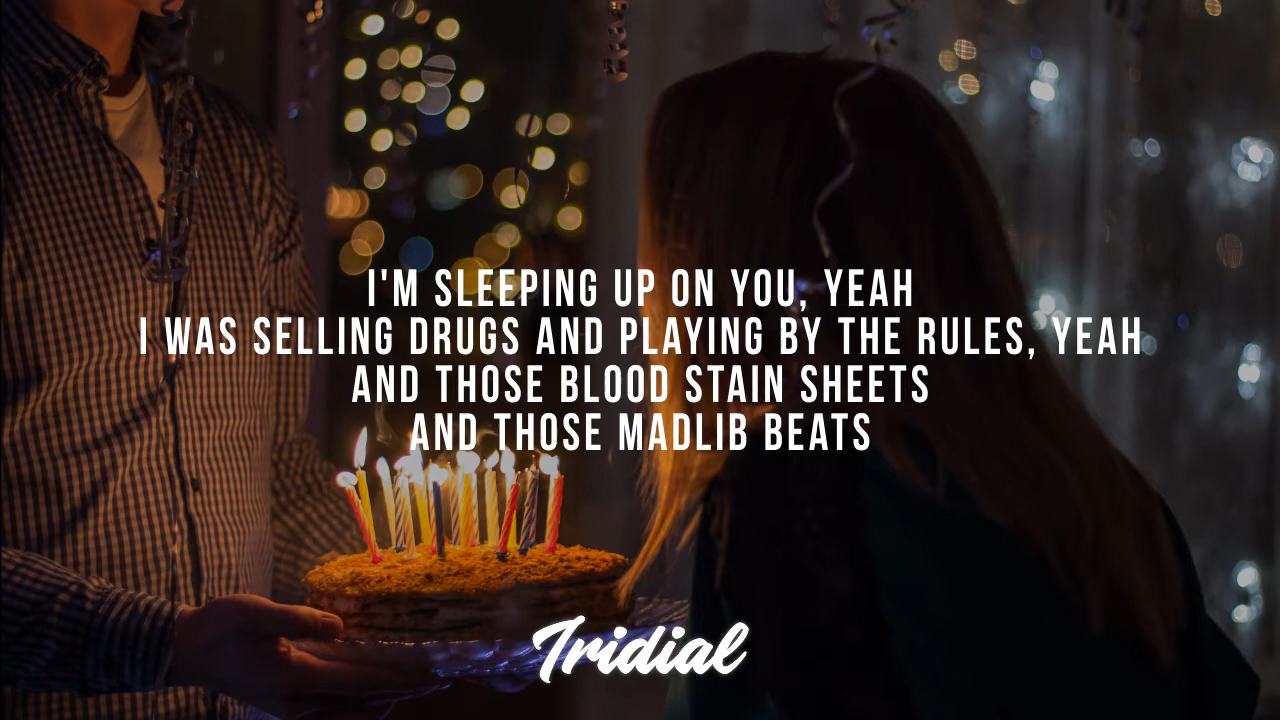 I'M SLEEPING UP ON YOU, YEAH
I WAS SELLING DRUGS AND PLAYING BY THE RULES, YEAH
AND THOSE BLOOD STAIN SHEETS
AND THOSE MADLIB BEATS
Iridial